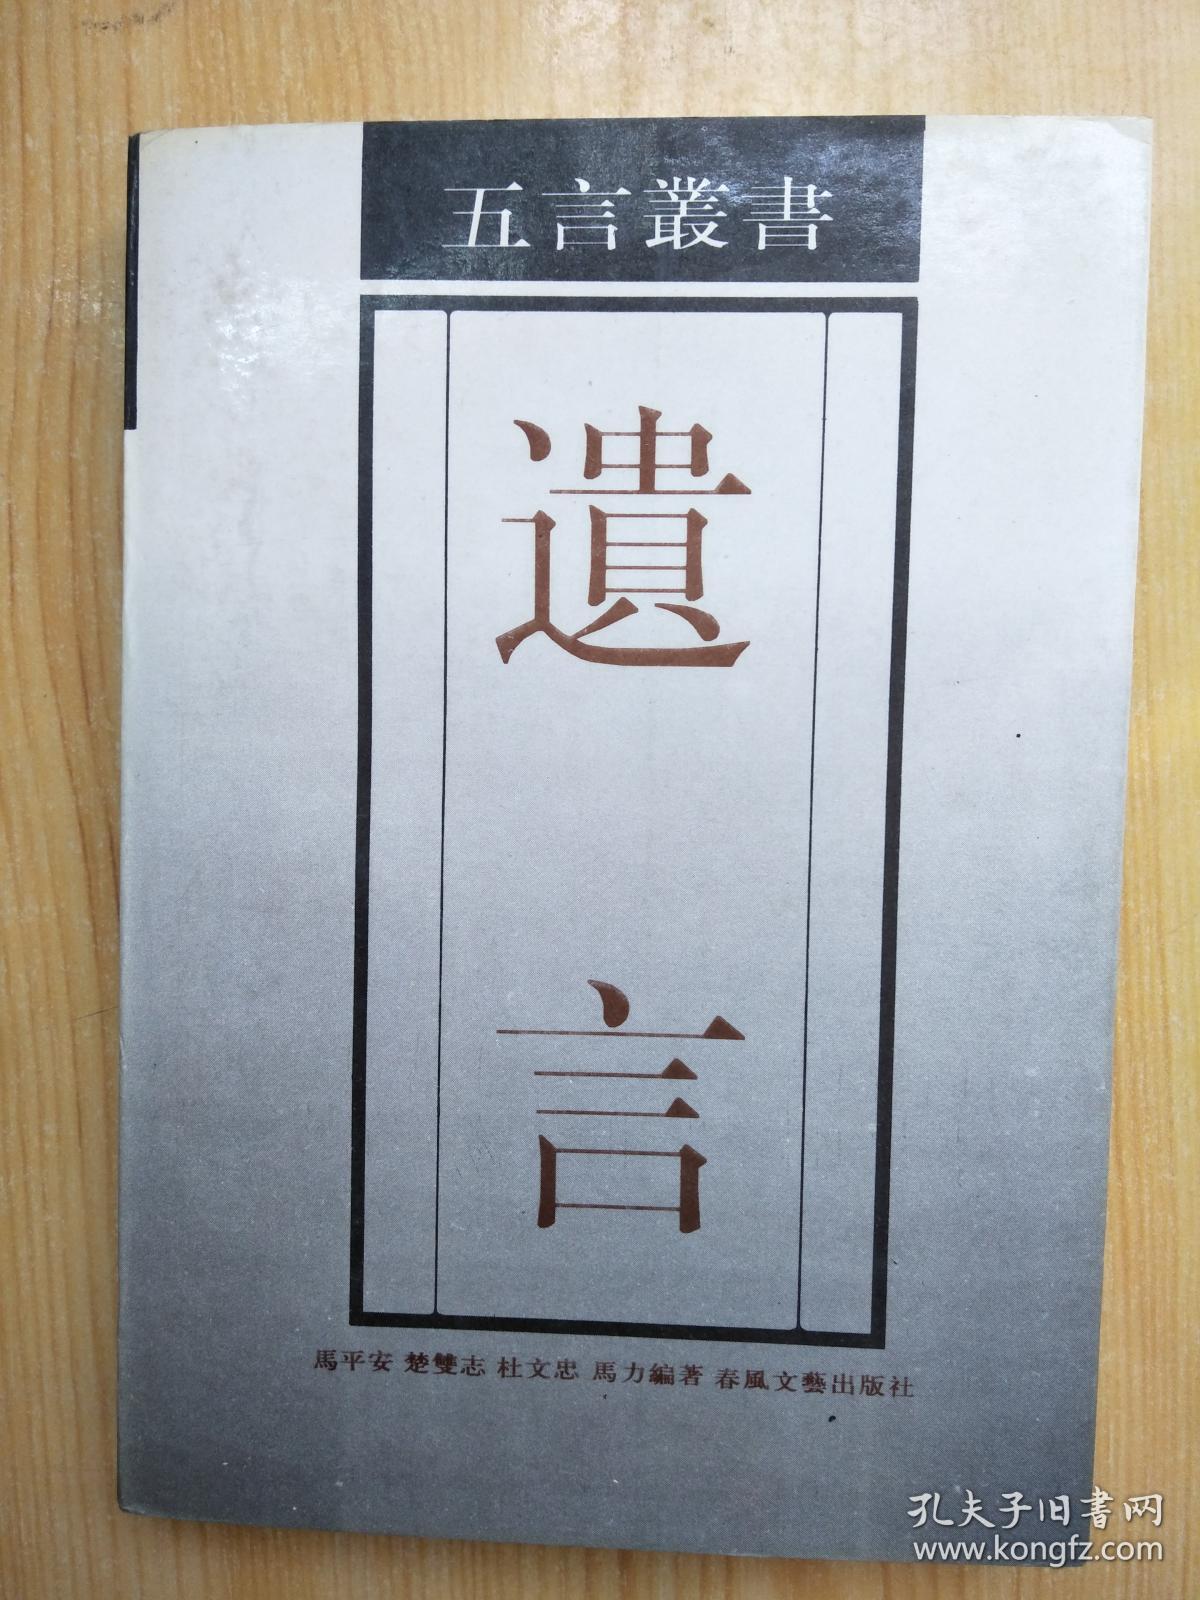 五言叢書
遺言
馬平安 楚雙志 杜文忠 馬力編著 春風文藝出版社
孔夫子旧书网
www.kongfz.com